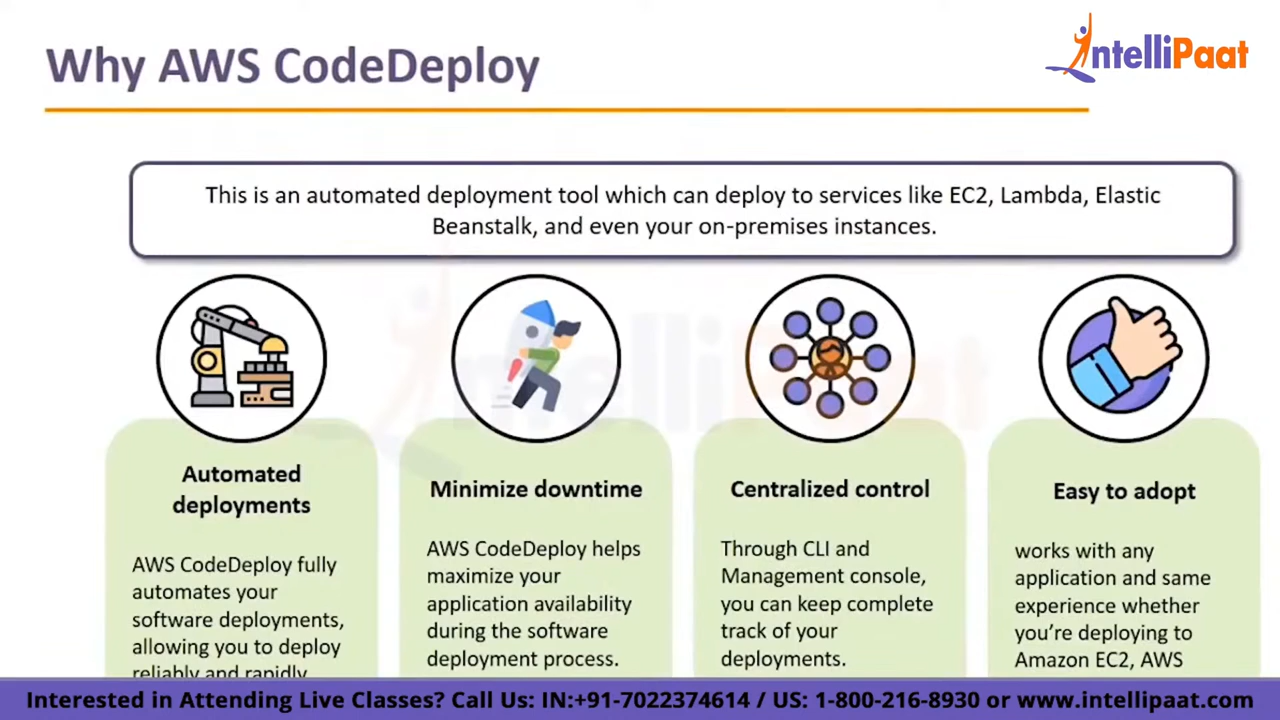 Why AWS CodeDeploy
IntelliPaat
This is an automated deployment tool which can deploy to services like EC2, Lambda, Elastic
Beanstalk, and even your on-premises instances.
Automated
deployments
AWS CodeDeploy fully
automates your
software deployments,
allowing you to deploy
reliably and rapidly
Minimize downtime
AWS CodeDeploy helps
maximize your
application availability
during the software
deployment process.
Centralized control
Through CLI and
Management console,
you can keep complete
track of your
deployments.
Easy to adopt
works with any
application and same
experience whether
you’re deploying to
Amazon EC2, AWS
Interested in Attending Live Classes? Call Us: IN:+91-7022374614 / US: 1-800-216-8930 or www.intellipaat.com